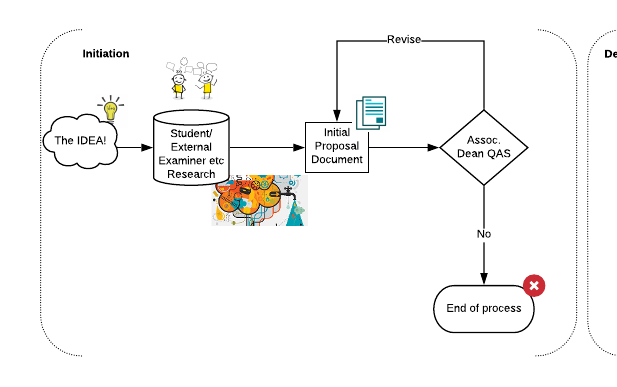 Revise
Initiation
De
The IDEA!
Student/
External
Examiner etc
Research
Initial
Proposal
Document
Assoc.
Dean QAS
No
End of process